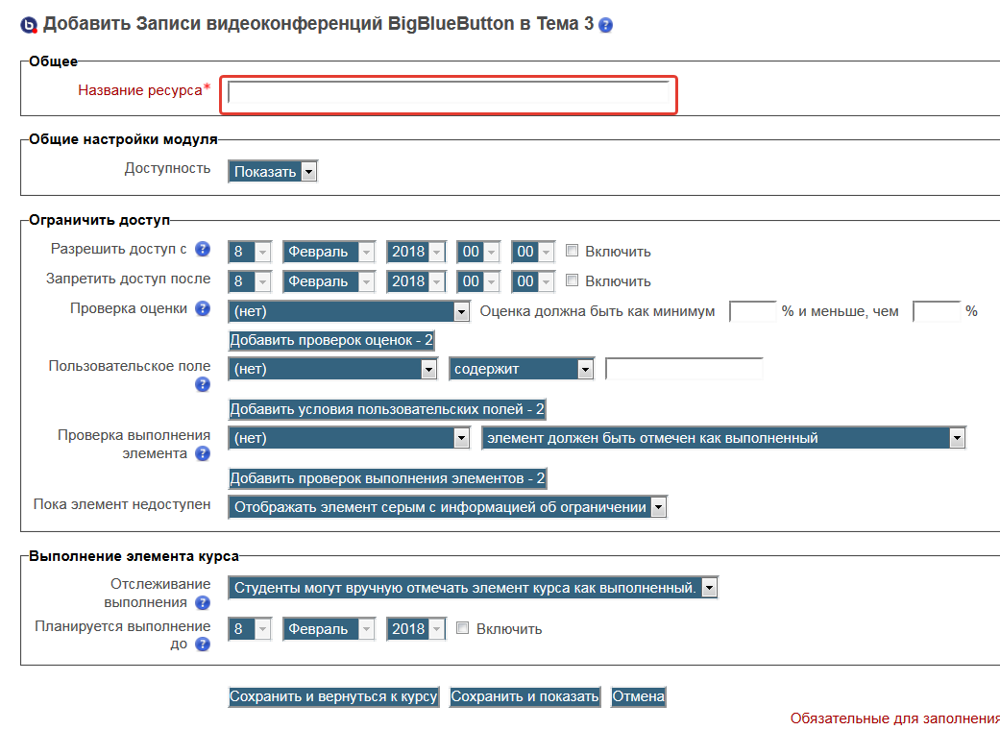 Добавить Записи видеоконференций BigBlueButton в Тема 3
Общее
Название ресурса*
Общие настройки модуля
Доступность Показать
Ограничить доступ
Разрешить доступ с 8 Февраль 2018 00 00 Включить
Запретить доступ после 8 Февраль 2018 00 00 Включить
Проверка оценки (нет) Оценка должна быть как минимум % и меньше, чем %
Добавить проверок оценок - 2
Пользовательское поле (нет) содержит
Добавить условия пользовательских полей - 2
Проверка выполнения
элемента (нет) элемент должен быть отмечен как выполненный
Добавить проверок выполнения элементов - 2
Пока элемент недоступен Отображать элемент серым с информацией об ограничении
Выполнение элемента курса
Отслеживание
выполнения Студенты могут вручную отмечать элемент курса как выполненный.
Планируется выполнение
до 8 Февраль 2018 Включить
Сохранить и вернуться к курсу Сохранить и показать Отмена
Обязательные для заполнения